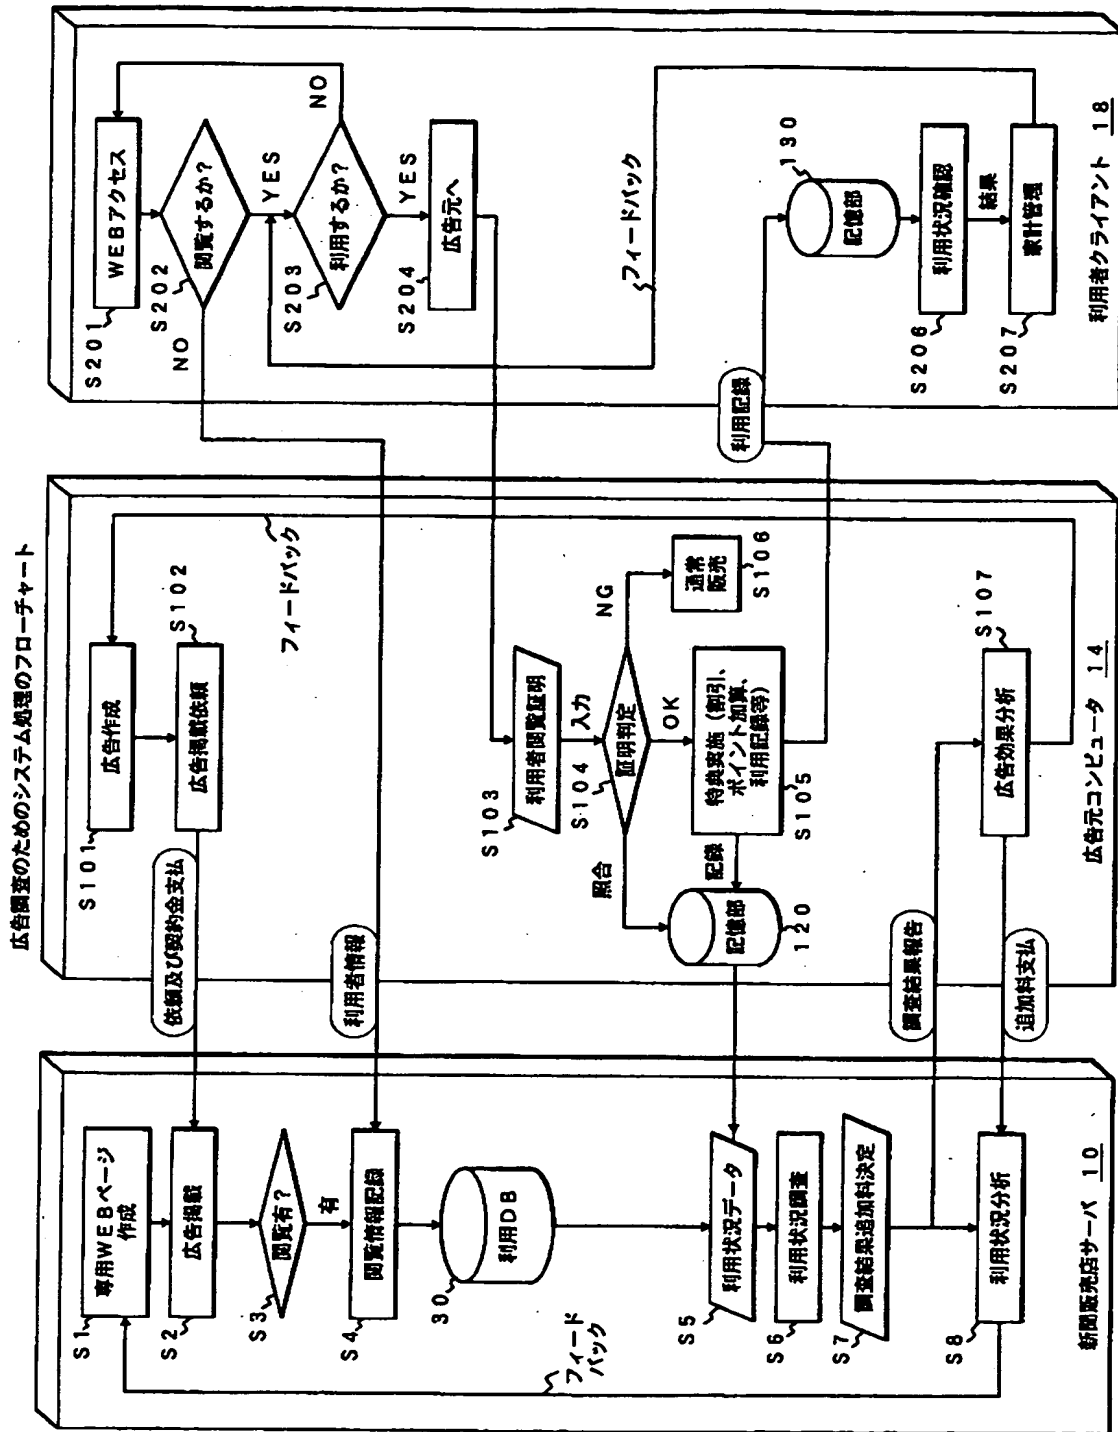 広告調査のためのシステム処理のフローチャート
S1
専用WEBページ
作成
S2
広告掲載
S3
閲覧有?
有
S4
閲覧情報記録
30
利用DB
フィード
バック
S5
利用状況データ
S6
利用状況調査
S7
調査結果追加料決定
S8
利用状況分析
新聞販売店サーバ 10
依頼及び契約金支払
利用者情報
調査結果報告
追加料支払
S101
広告作成
S102
広告掲載依頼
フィードバック
S103
利用者閲覧証明
入力
S104
証明判定
照合
NG
OK
通常
販売
S106
特典実施(割引、
ポイント加算、
利用記録等)
S105
記録
記憶部
120
S107
広告効果分析
広告元コンピュータ 14
利用記録
S201
WEBアクセス
S202
閲覧するか?
NO
YES
S203
利用するか?
NO
YES
S204
広告元へ
フィードバック
130
記憶部
S206
利用状況確認
結果
S207
家計管理
利用者クライアント 18